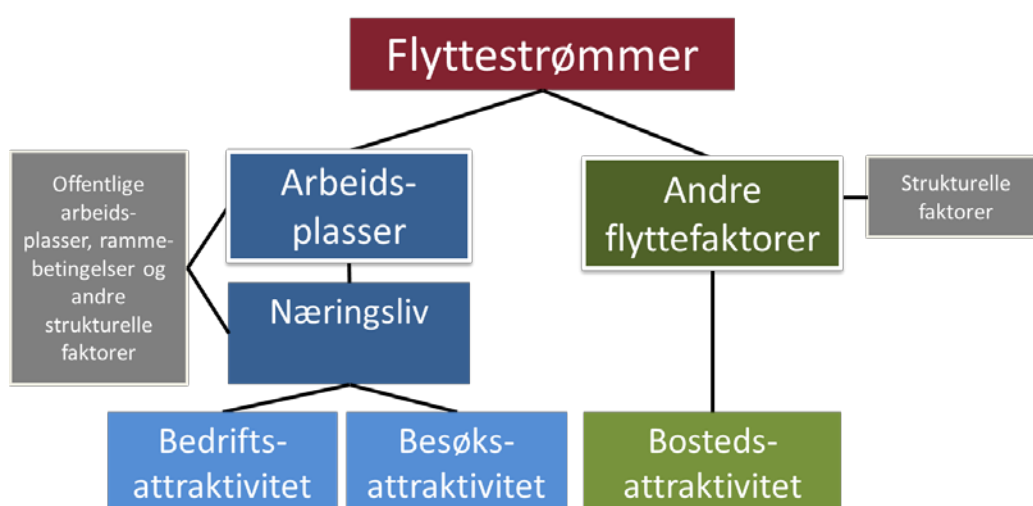 Flyttestrømmer
Offentlige
arbeids-
plasser, ramme-
betingelser og
andre
strukturelle
faktorer
Arbeids-
plasser
Andre
flyttefaktorer
Strukturelle
faktorer
Næringsliv
Bedrifts-
attraktivitet
Besøks-
attraktivitet
Bosteds-
attraktivitet